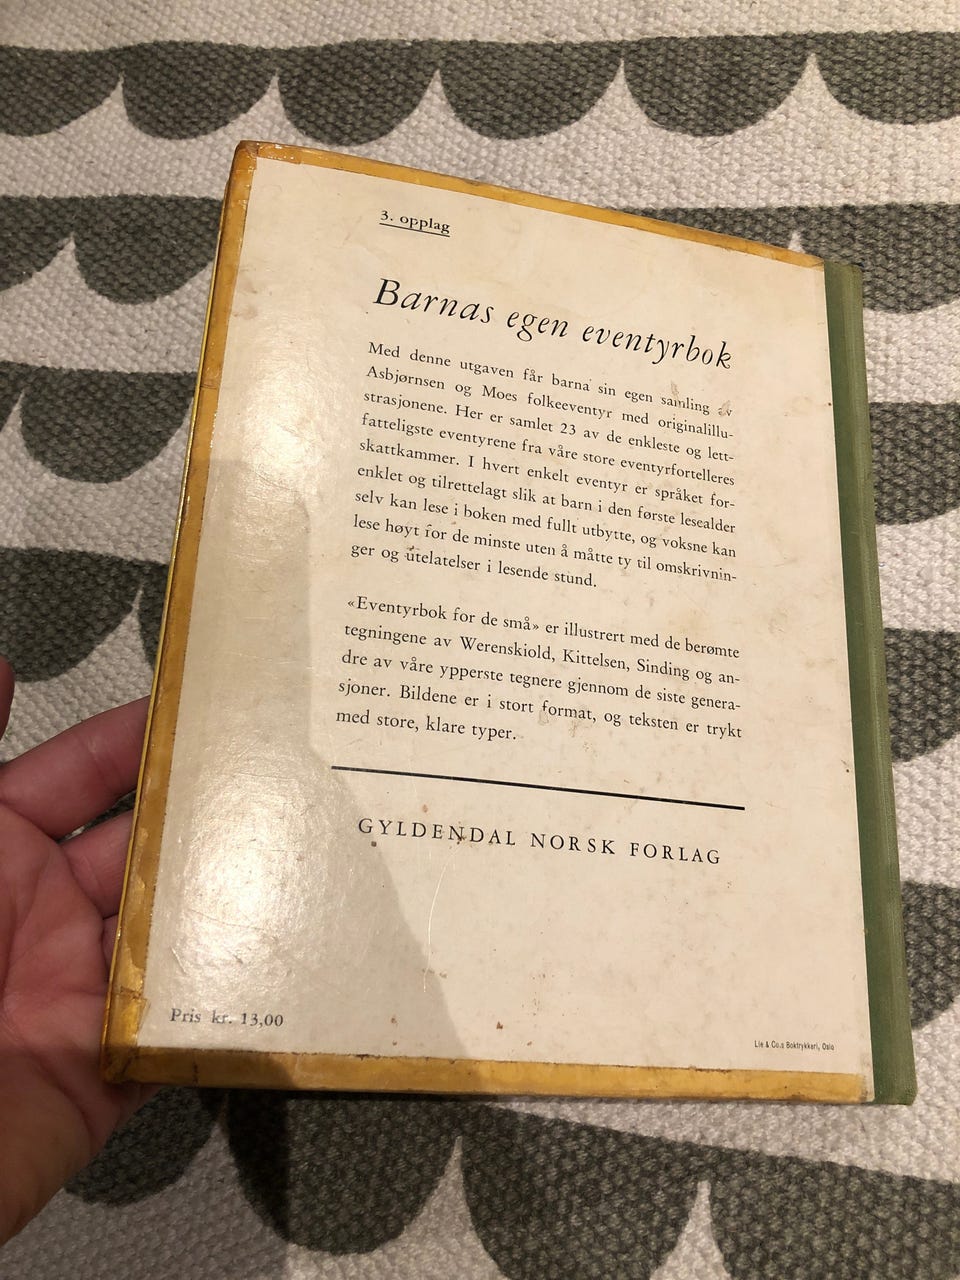 3. opplag
Barnas egen eventyrbok
Med denne utgaven får barna sin egen samling av
Asbjørnsen og Moes folkeeventyr med originalillu-
strasjonene. Her er samlet 23 av de enkleste og lett-
fatteligste eventyrene fra våre store eventyrfortelleres
skattkammer. I hvert enkelt eventyr er språket for-
enklet og tilrettelagt slik at barn i den første lesealder
selv kan lese i boken med fullt utbytte, og voksne kan
lese høyt for de minste uten å måtte ty til omskrivnin-
ger og utelatelser i lesende stund.
«Eventyrbok for de små» er illustrert med de berømte
tegningene av Werenskiold, Kittelsen, Sinding og an-
dre av våre ypperste tegnere gjennom de siste genera-
sjoner. Bildene er i stort format, og teksten er trykt
med store, klare typer.
GYLDENDAL NORSK FORLAG
Pris kr. 13,00
Lie & Co.s Boktrykkeri, Oslo